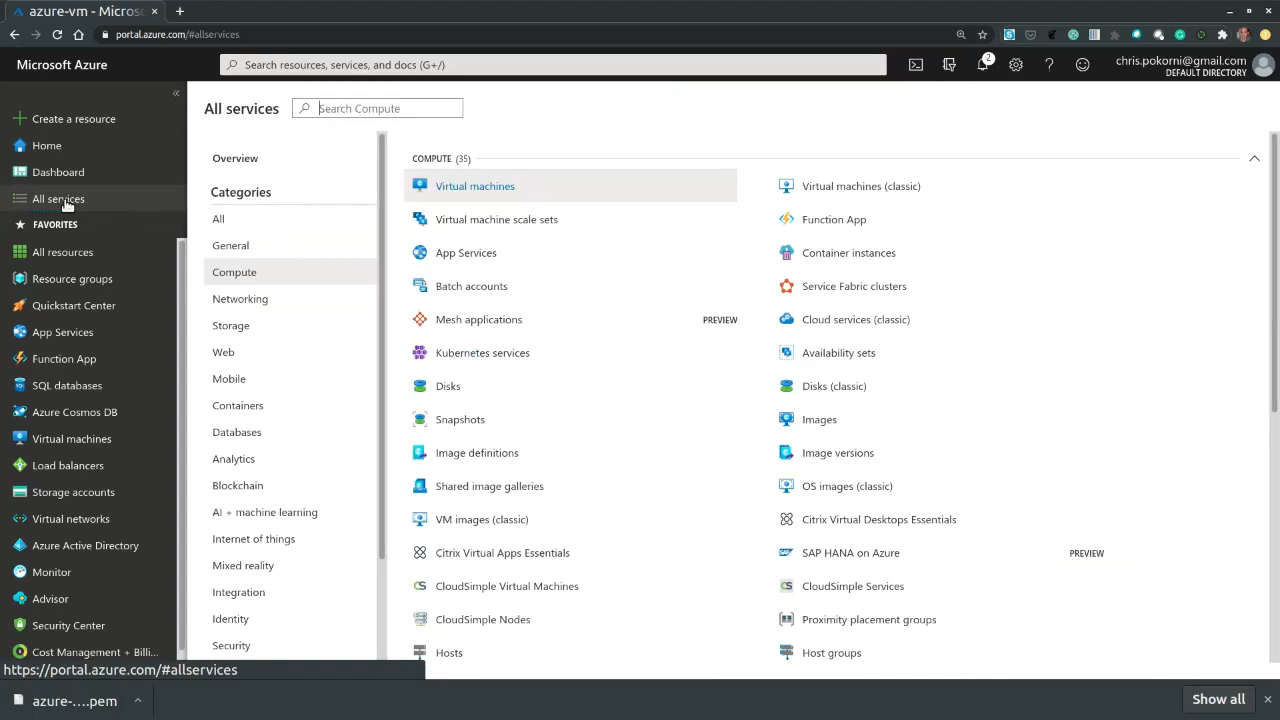 azure-vm - Microsc
portal.azure.com/#allservices
Microsoft Azure
Search resources, services, and docs (G+/)
2
chris.pokorni@gmail.com
DEFAULT DIRECTORY
Create a resource
Home
Dashboard
All services
FAVORITES
All resources
Resource groups
Quickstart Center
App Services
Function App
SQL databases
Azure Cosmos DB
Virtual machines
Load balancers
Storage accounts
Virtual networks
Azure Active Directory
Monitor
Advisor
Security Center
Cost Management + Billi...
All services
Search Compute
Overview
Categories
All
General
Compute
Networking
Storage
Web
Mobile
Containers
Databases
Analytics
Blockchain
AI + machine learning
Internet of things
Mixed reality
Integration
Identity
Security
COMPUTE (35)
Virtual machines
Virtual machines (classic)
Virtual machine scale sets
Function App
App Services
Container instances
Batch accounts
Service Fabric clusters
Mesh applications PREVIEW
Cloud services (classic)
Kubernetes services
Availability sets
Disks
Disks (classic)
Snapshots
Images
Image definitions
Image versions
Shared image galleries
OS images (classic)
VM images (classic)
Citrix Virtual Desktops Essentials
Citrix Virtual Apps Essentials
SAP HANA on Azure PREVIEW
CloudSimple Virtual Machines
CloudSimple Services
CloudSimple Nodes
Proximity placement groups
Hosts
Host groups
https://portal.azure.com/#allservices
azure-....pem
Show all